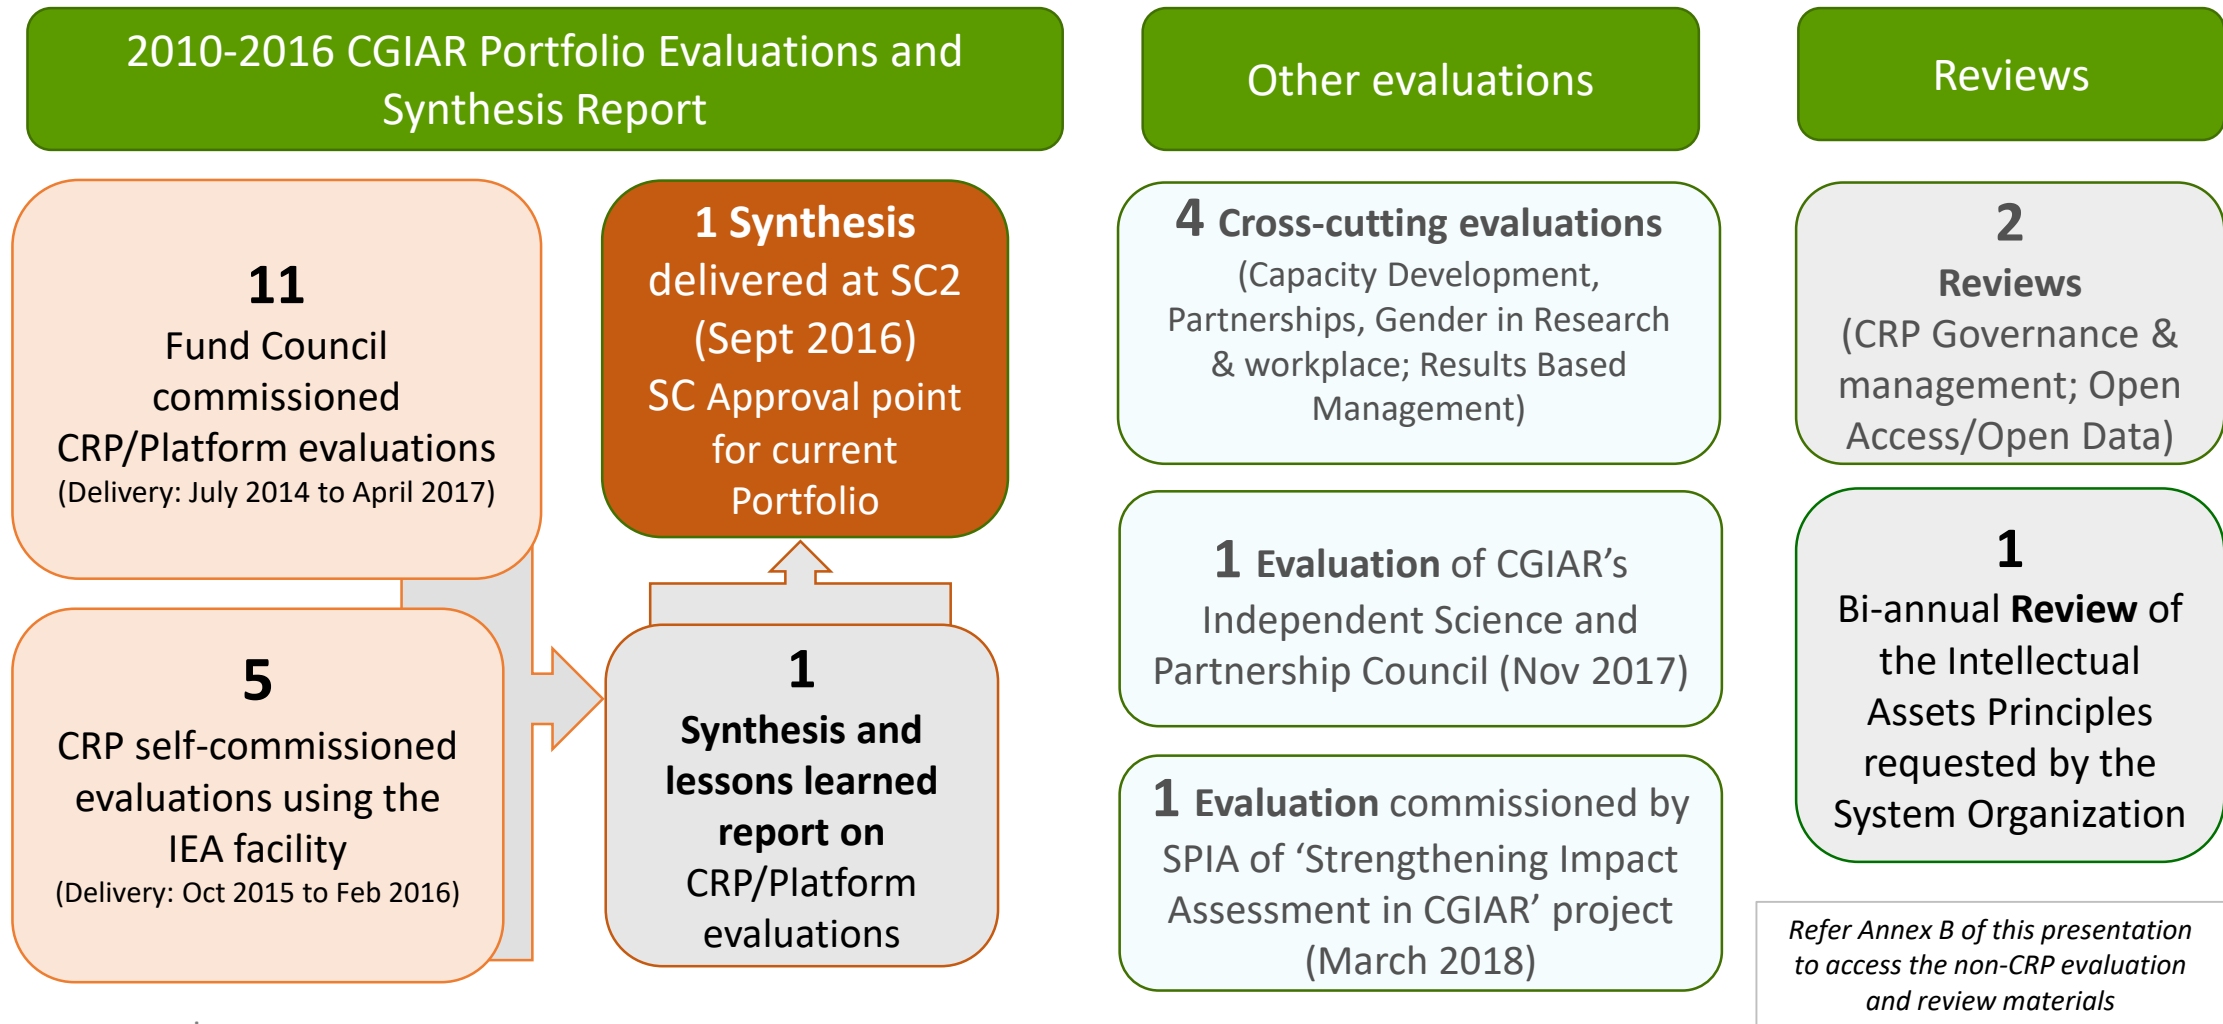 2010-2016 CGIAR Portfolio Evaluations and
Synthesis Report
11
Fund Council
commissioned
CRP/Platform evaluations
(Delivery: July 2014 to April 2017)
5
CRP self-commissioned
evaluations using the
IEA facility
(Delivery: Oct 2015 to Feb 2016)
1 Synthesis
delivered at SC2
(Sept 2016)
SC Approval point
for current
Portfolio
1
Synthesis and
lessons learned
report on
CRP/Platform
evaluations
Other evaluations
4 Cross-cutting evaluations
(Capacity Development,
Partnerships, Gender in Research
& workplace; Results Based
Management)
1 Evaluation of CGIAR’s
Independent Science and
Partnership Council (Nov 2017)
1 Evaluation commissioned by
SPIA of ‘Strengthening Impact
Assessment in CGIAR’ project
(March 2018)
Reviews
2
Reviews
(CRP Governance &
management; Open
Access/Open Data)
1
Bi-annual Review of
the Intellectual
Assets Principles
requested by the
System Organization
Refer Annex B of this presentation
to access the non-CRP evaluation
and review materials